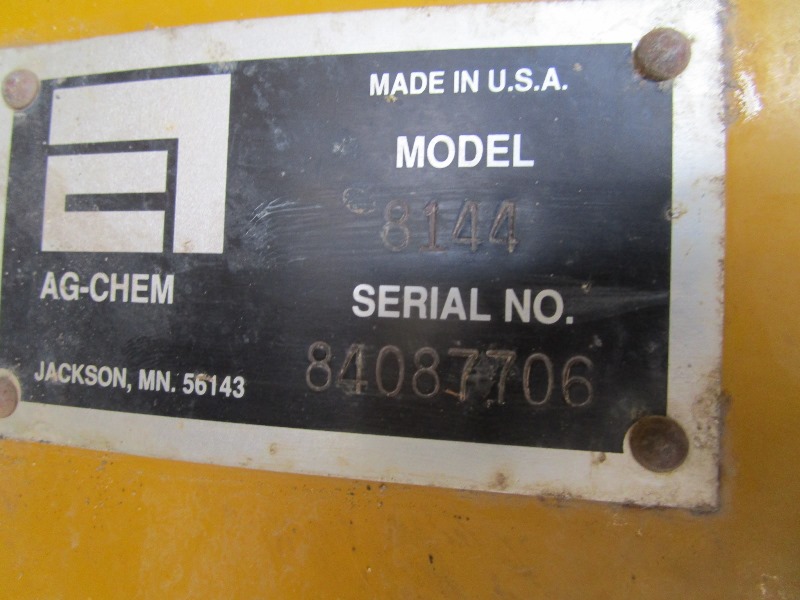 MADE IN U.S.A.
MODEL
8144
AG-CHEM
SERIAL NO.
JACKSON, MN. 56143
84087706